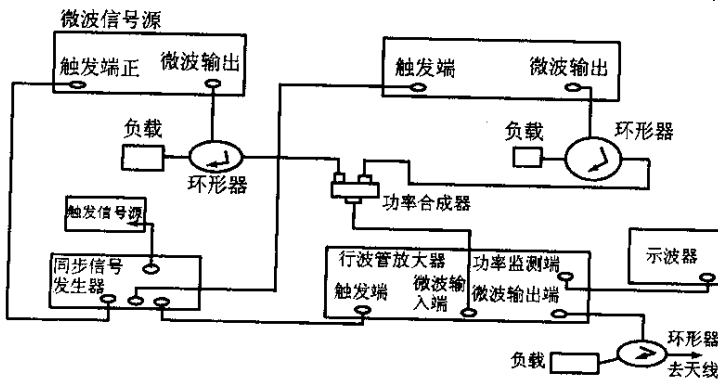 微波信号源
触发端正
微波输出
触发端
微波输出
负载
环形器
负载
环形器
功率合成器
触发信号源
同步信号
发生器
行波管放大器
触发端
微波输
入端
功率监测端
微波输出端
示波器
负载
环形器
去天线